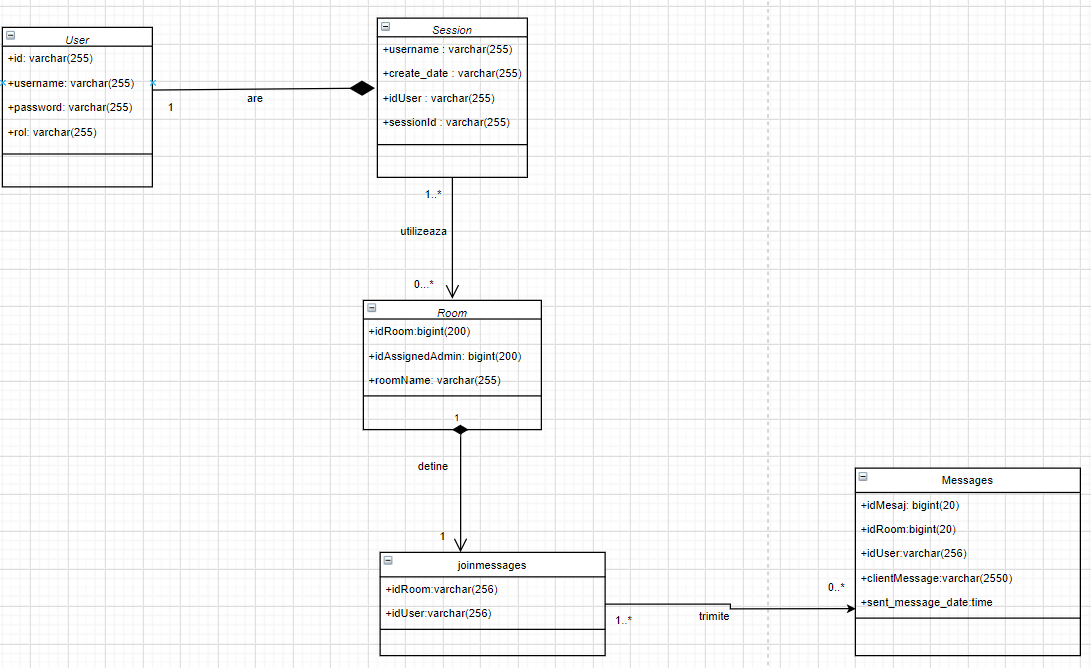 User
+id: varchar(255)
+username: varchar(255)
+password: varchar(255)
+rol: varchar(255)
1
are
Session
+username : varchar(255)
+create_date : varchar(255)
+idUser : varchar(255)
+sessionId : varchar(255)
1..*
utilizeaza
0...*
Room
+idRoom:bigint(200)
+idAssignedAdmin: bigint(200)
+roomName: varchar(255)
1
detine
1
joinmessages
+idRoom:varchar(256)
+idUser:varchar(256)
1..*
trimite
0..*
Messages
+idMesaj: bigint(20)
+idRoom:bigint(20)
+idUser:varchar(256)
+clientMessage:varchar(2550)
+sent_message_date:time